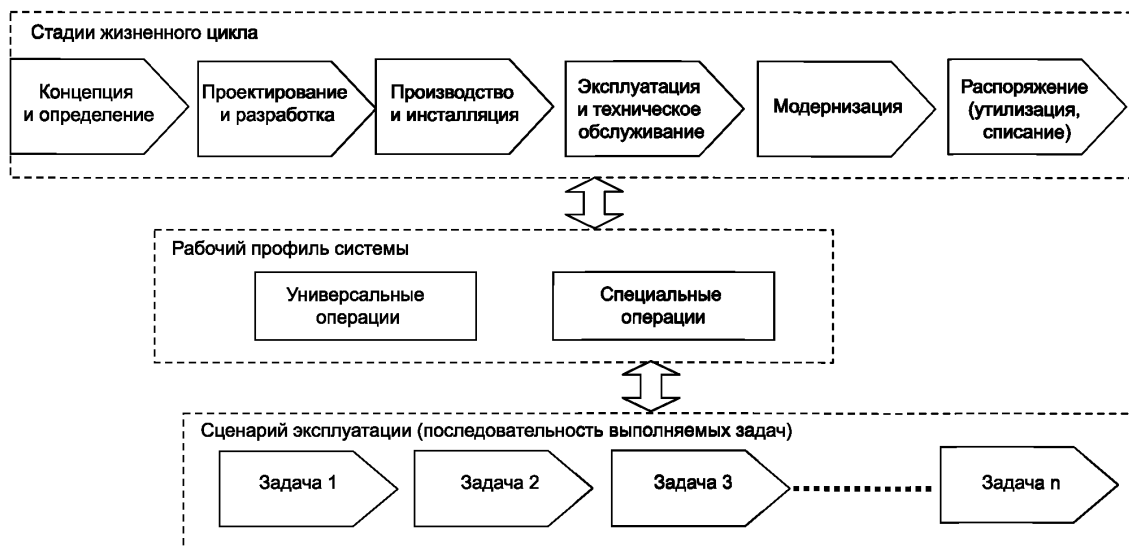 Стадии жизненного цикла
Концепция
и определение
Проектирование
и разработка
Производство
и инсталляция
Эксплуатация
и техническое
обслуживание
Модернизация
Распоряжение
(утилизация,
списание)
Рабочий профиль системы
Универсальные
операции
Специальные
операции
Сценарий эксплуатации (последовательность выполняемых задач)
Задача 1
Задача 2
Задача 3
Задача n